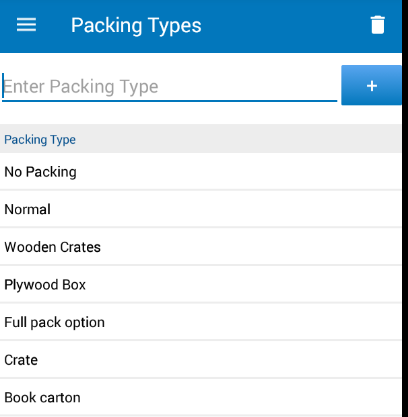 Packing Types
Enter Packing Type
+
Packing Type
No Packing
Normal
Wooden Crates
Plywood Box
Full pack option
Crate
Book carton